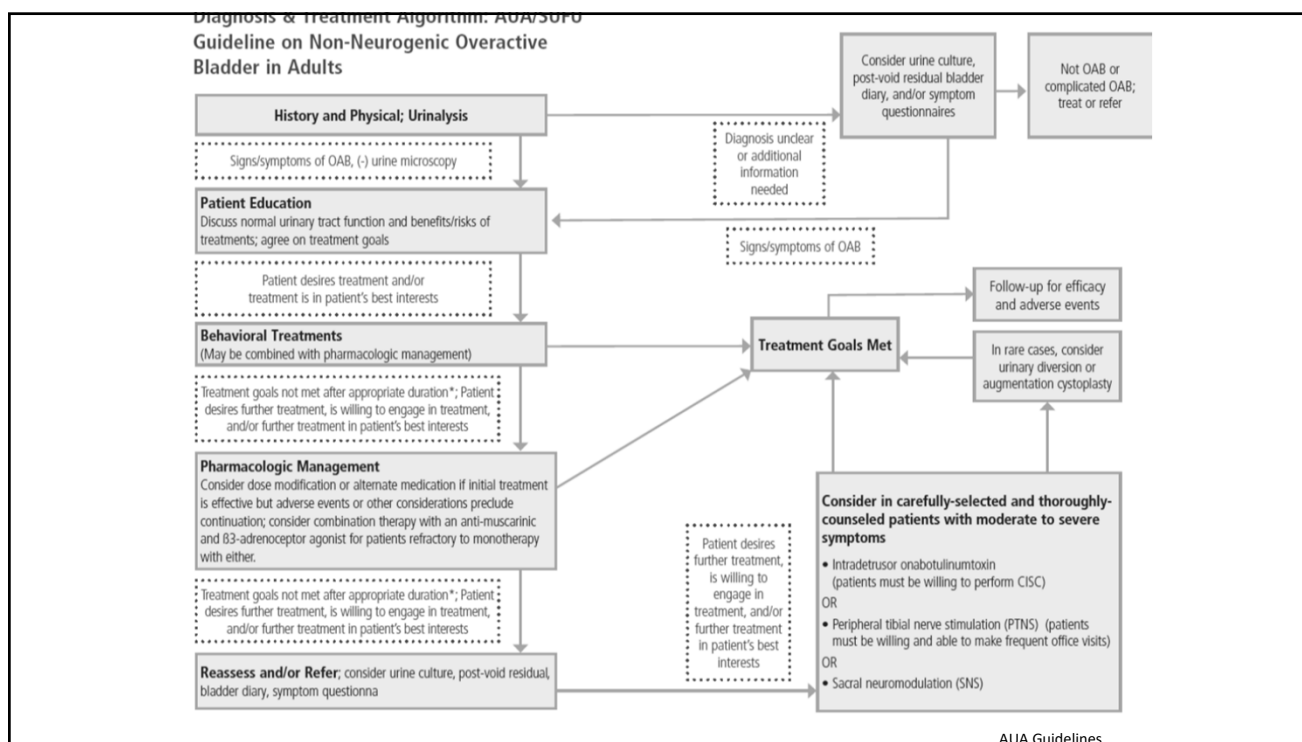 Diagnosis & Treatment Algorithm: AUA/SUFU
Guideline on Non-Neurogenic Overactive
Bladder in Adults
History and Physical; Urinalysis
Signs/symptoms of OAB, (-) urine microscopy
Patient Education
Discuss normal urinary tract function and benefits/risks of
treatments; agree on treatment goals
Patient desires treatment and/or
treatment is in patient's best interests
Behavioral Treatments
(May be combined with pharmacologic management)
Treatment goals not met after appropriate duration*; Patient
desires further treatment, is willing to engage in treatment,
and/or further treatment in patient's best interests
Pharmacologic Management
Consider dose modification or alternate medication if initial treatment
is effective but adverse events or other considerations preclude
continuation; consider combination therapy with an anti-muscarinic
and ß3-adrenoceptor agonist for patients refractory to monotherapy
with either.
Treatment goals not met after appropriate duration*; Patient
desires further treatment, is willing to engage in treatment,
and/or further treatment in patient's best interests
Reassess and/or Refer; consider urine culture, post-void residual,
bladder diary, symptom questionna
Diagnosis unclear
or additional
information
needed
Consider urine culture,
post-void residual bladder
diary, and/or symptom
questionnaires
Not OAB or
complicated OAB;
treat or refer
Signs/symptoms of OAB
Follow-up for efficacy
and adverse events
Treatment Goals Met
In rare cases, consider
urinary diversion or
augmentation cystoplasty
Patient desires
further treatment,
is willing to
engage in
treatment, and/or
further treatment
in patient's best
interests
Consider in carefully-selected and thoroughly-
counseled patients with moderate to severe
symptoms
• Intradetrusor onabotulinumtoxin
(patients must be willing to perform CISC)
OR
• Peripheral tibial nerve stimulation (PTNS) (patients
must be willing and able to make frequent office visits)
OR
• Sacral neuromodulation (SNS)
AUA Guidelines